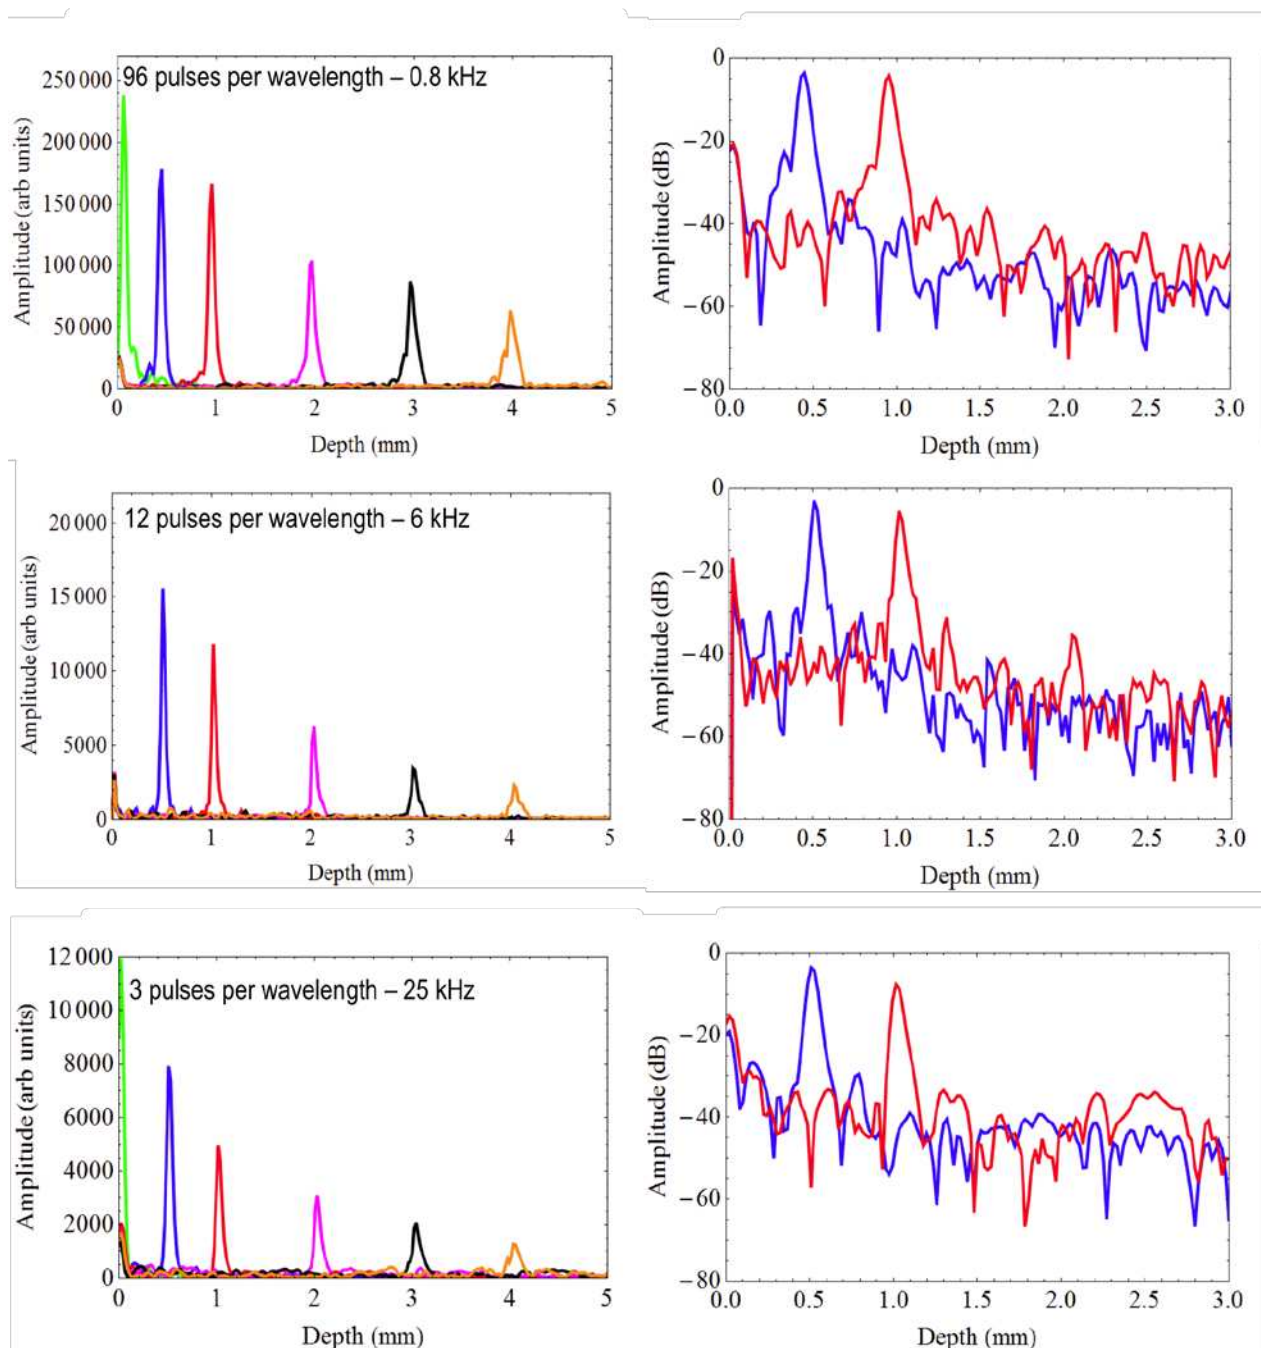 96 pulses per wavelength – 0.8 kHz
250 000
200 000
150 000
100 000
50 000
0
Amplitude (arb units)
0 1 2 3 4 5
Depth (mm)
0
−20
−40
−60
−80
Amplitude (dB)
0.0 0.5 1.0 1.5 2.0 2.5 3.0
Depth (mm)
12 pulses per wavelength – 6 kHz
20 000
15 000
10 000
5000
0
Amplitude (arb units)
0 1 2 3 4 5
Depth (mm)
0
−20
−40
−60
−80
Amplitude (dB)
0.0 0.5 1.0 1.5 2.0 2.5 3.0
Depth (mm)
3 pulses per wavelength – 25 kHz
12 000
10 000
8000
6000
4000
2000
0
Amplitude (arb units)
0 1 2 3 4 5
Depth (mm)
0
−20
−40
−60
−80
Amplitude (dB)
0.0 0.5 1.0 1.5 2.0 2.5 3.0
Depth (mm)